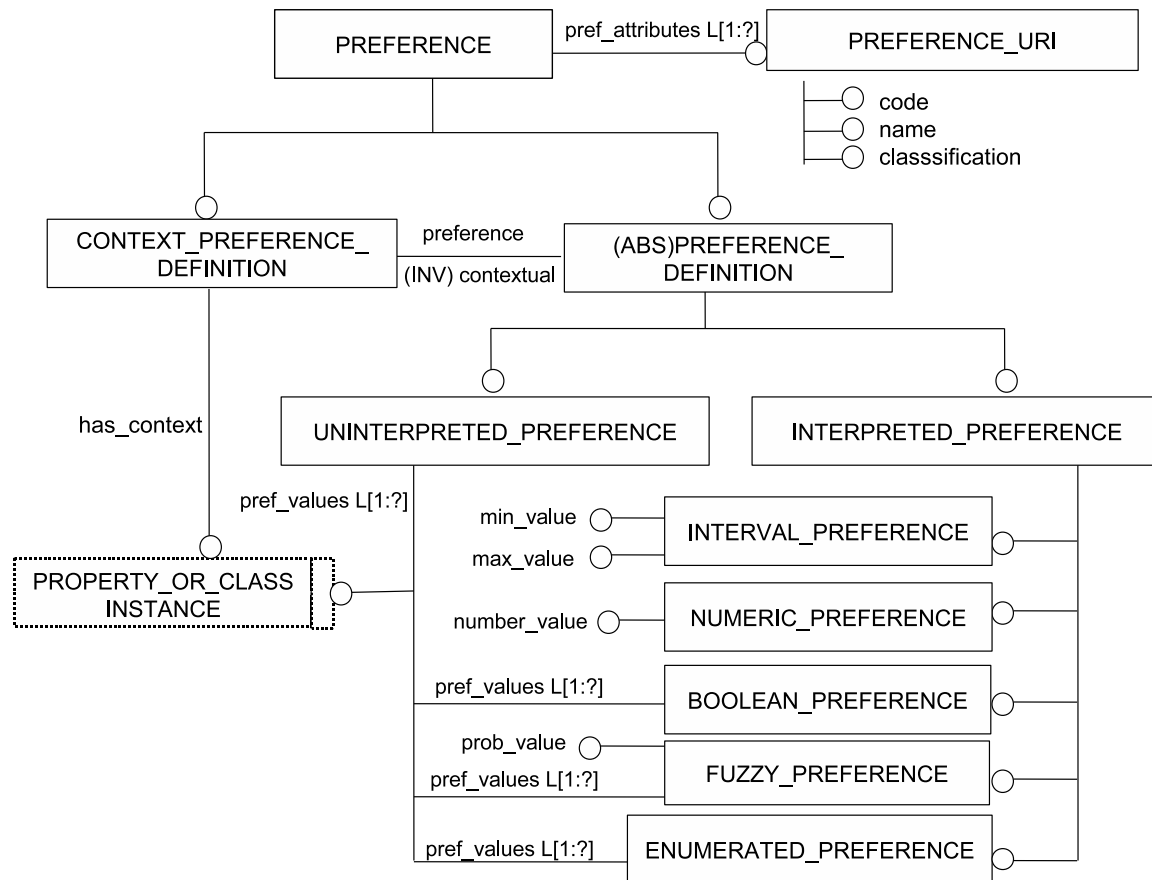 PREFERENCE
pref_attributes L[1:?]
PREFERENCE_URI
code
name
classsification
CONTEXT_PREFERENCE_
DEFINITION
preference
(INV) contextual
(ABS)PREFERENCE_
DEFINITION
has_context
UNINTERPRETED_PREFERENCE
INTERPRETED_PREFERENCE
pref_values L[1:?]
min_value
max_value
INTERVAL_PREFERENCE
PROPERTY_OR_CLASS
INSTANCE
number_value
NUMERIC_PREFERENCE
pref_values L[1:?]
BOOLEAN_PREFERENCE
prob_value
pref_values L[1:?]
FUZZY_PREFERENCE
pref_values L[1:?]
ENUMERATED_PREFERENCE